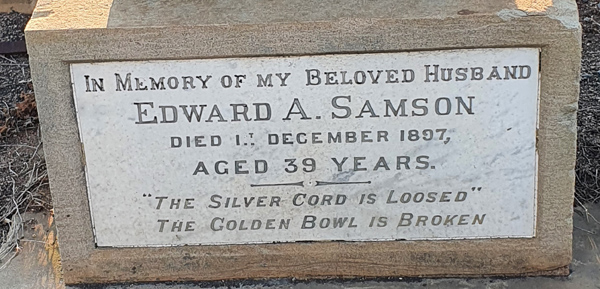 In Memory of my Beloved Husband
Edward A. Samson
died 1st December 1897,
aged 39 years.
"The Silver Cord is Loosed"
The Golden Bowl is Broken